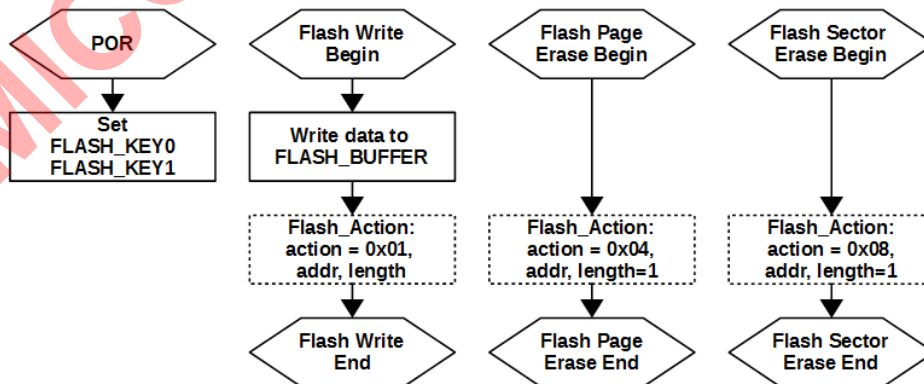 POR
Set
FLASH_KEY0
FLASH_KEY1
Flash Write
Begin
Write data to
FLASH_BUFFER
Flash_Action:
action = 0x01,
addr, length
Flash Write
End
Flash Page
Erase Begin
Flash_Action:
action = 0x04,
addr, length=1
Flash Page
Erase End
Flash Sector
Erase Begin
Flash_Action:
action = 0x08,
addr, length=1
Flash Sector
Erase End